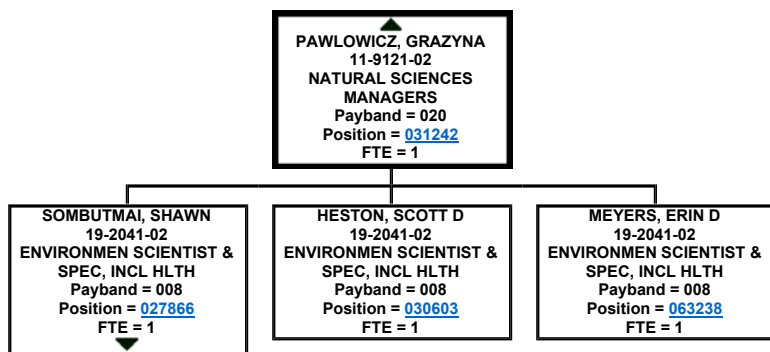 PAWLOWICZ, GRAZYNA
11-9121-02
NATURAL SCIENCES
MANAGERS
Payband = 020
Position = 031242
FTE = 1
SOMBUTMAI, SHAWN
19-2041-02
ENVIRONMEN SCIENTIST &
SPEC, INCL HLTH
Payband = 008
Position = 027866
FTE = 1
HESTON, SCOTT D
19-2041-02
ENVIRONMEN SCIENTIST &
SPEC, INCL HLTH
Payband = 008
Position = 030603
FTE = 1
MEYERS, ERIN D
19-2041-02
ENVIRONMEN SCIENTIST &
SPEC, INCL HLTH
Payband = 008
Position = 063238
FTE = 1